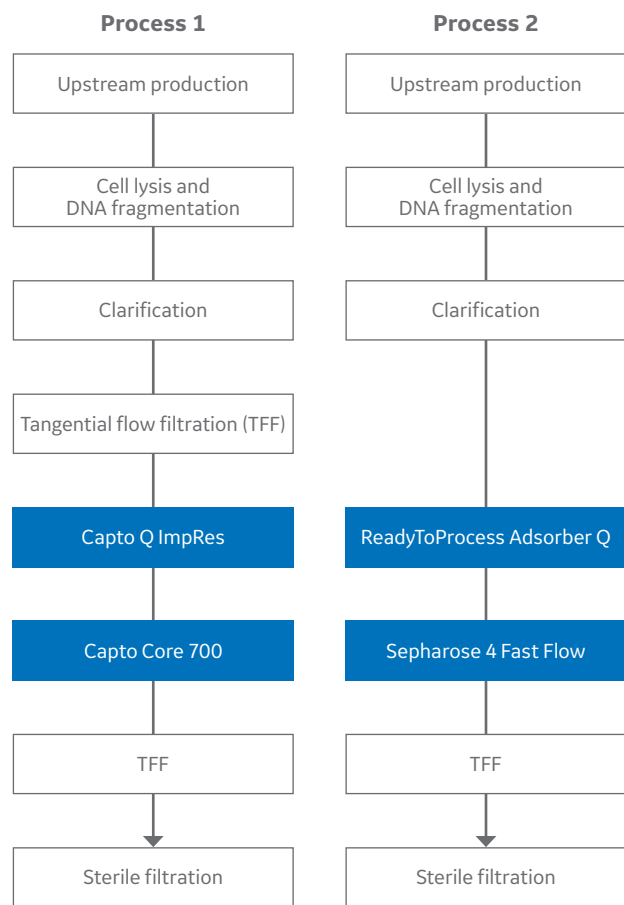 Process 1
Upstream production
Cell lysis and
DNA fragmentation
Clarification
Tangential flow filtration (TFF)
Capto Q ImpRes
Capto Core 700
TFF
Sterile filtration
Process 2
Upstream production
Cell lysis and
DNA fragmentation
Clarification
ReadyToProcess Adsorber Q
Sepharose 4 Fast Flow
TFF
Sterile filtration